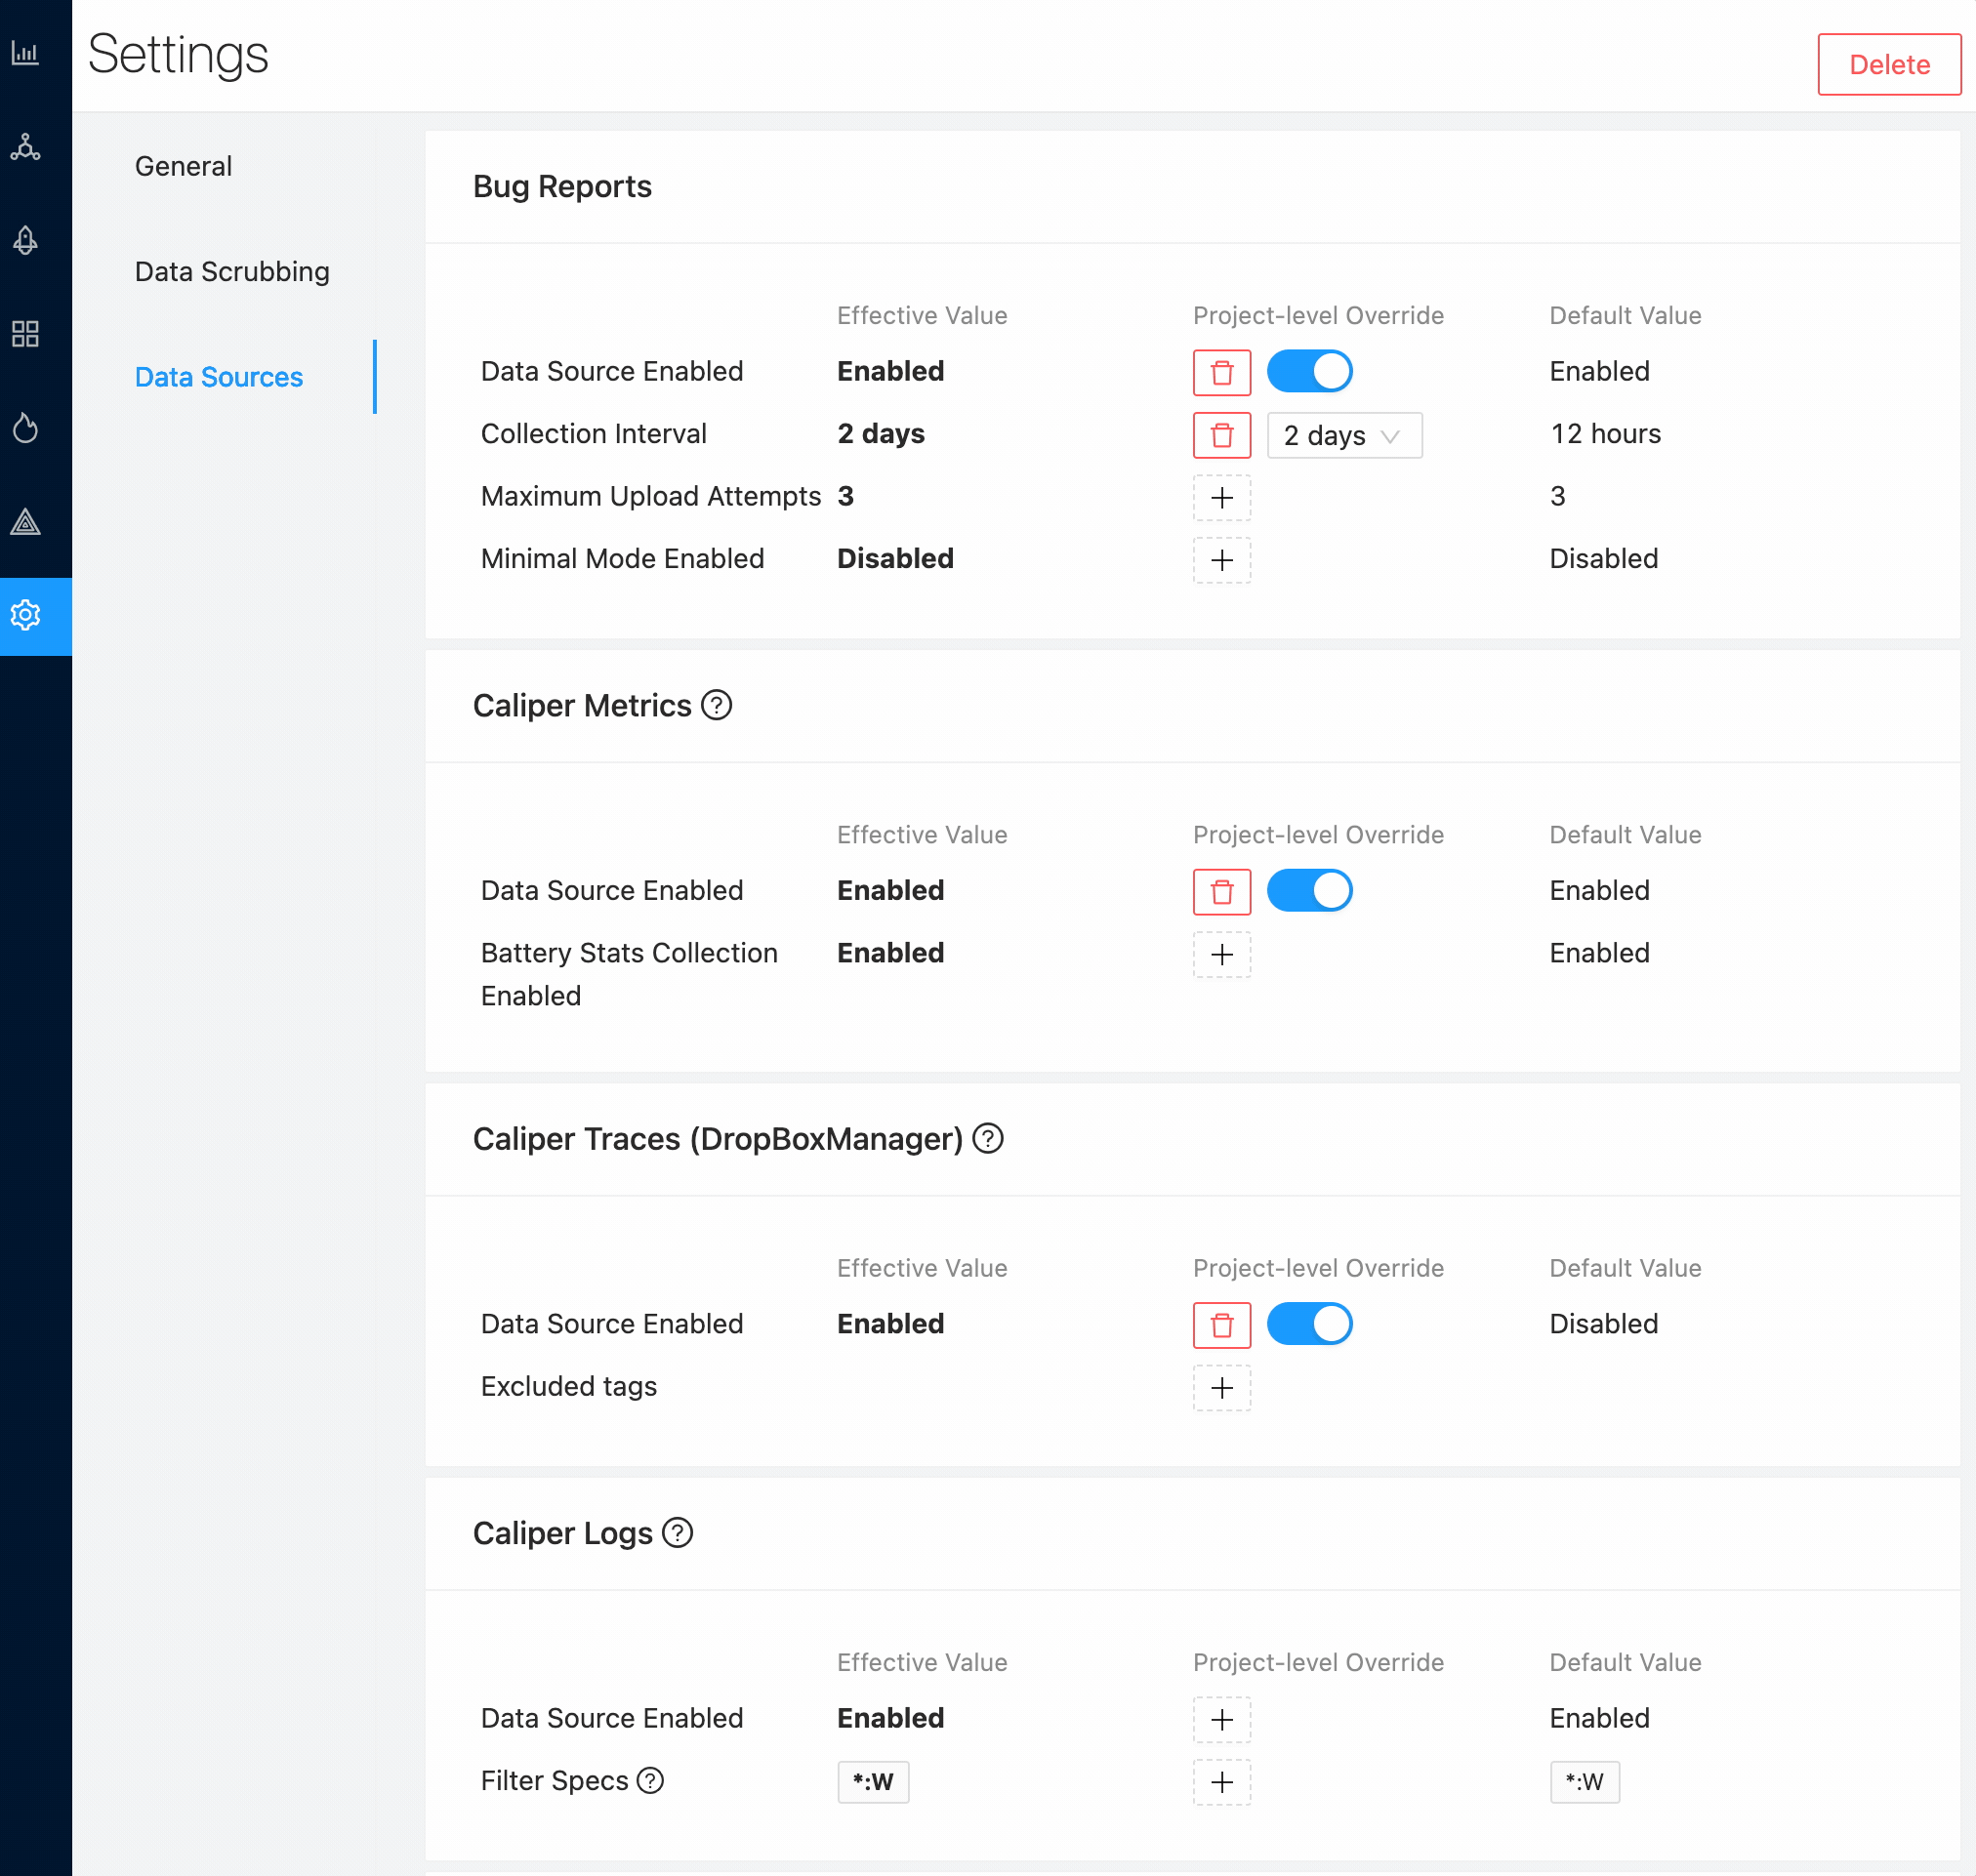 Settings
Delete
General
Data Scrubbing
Data Sources
Bug Reports
Effective Value Project-level Override Default Value
Data Source Enabled Enabled Enabled
Collection Interval 2 days 2 days 12 hours
Maximum Upload Attempts 3 3
Minimal Mode Enabled Disabled Disabled
Caliper Metrics
Effective Value Project-level Override Default Value
Data Source Enabled Enabled Enabled
Battery Stats Collection Enabled Enabled
Enabled
Caliper Traces (DropBoxManager)
Effective Value Project-level Override Default Value
Data Source Enabled Enabled Disabled
Excluded tags
Caliper Logs
Effective Value Project-level Override Default Value
Data Source Enabled Enabled Enabled
Filter Specs *:W *:W